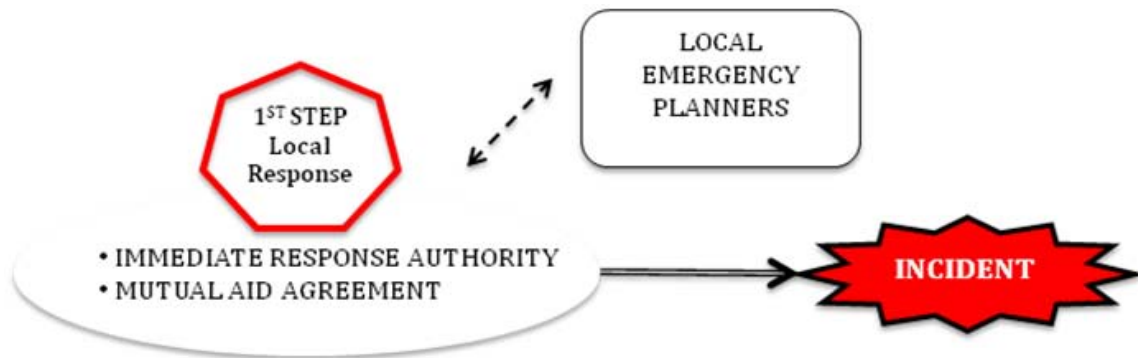 LOCAL
EMERGENCY
PLANNERS
1ST STEP
Local
Response
• IMMEDIATE RESPONSE AUTHORITY
• MUTUAL AID AGREEMENT
INCIDENT